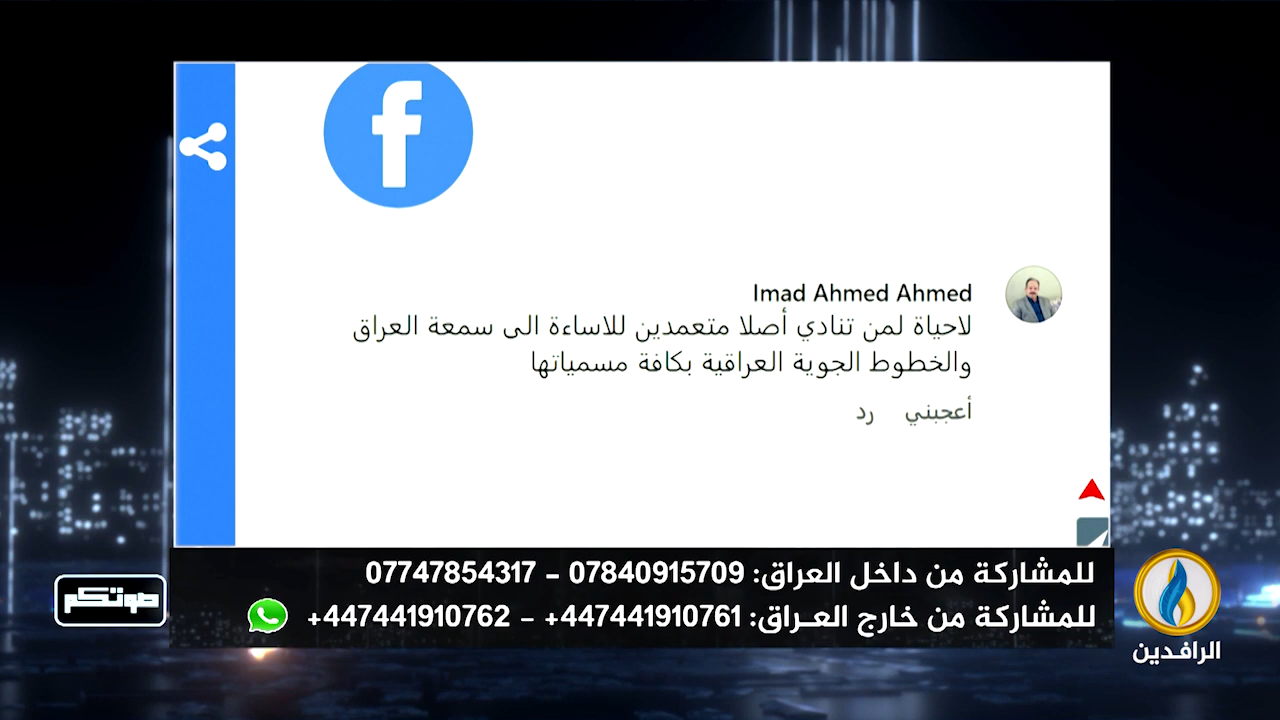 f
Imad Ahmed Ahmed
لاحياة لمن تنادي أصلا متعمدين للاساءة الى سمعة العراق
والخطوط الجوية العراقية بكافة مسمياتها
أعجبني رد
للمشاركة من داخل العراق: 07840915709 - 07747854317
للمشاركة من خارج العـراق: 447441910761+ - 447441910762+
صوتكم
الرافدين